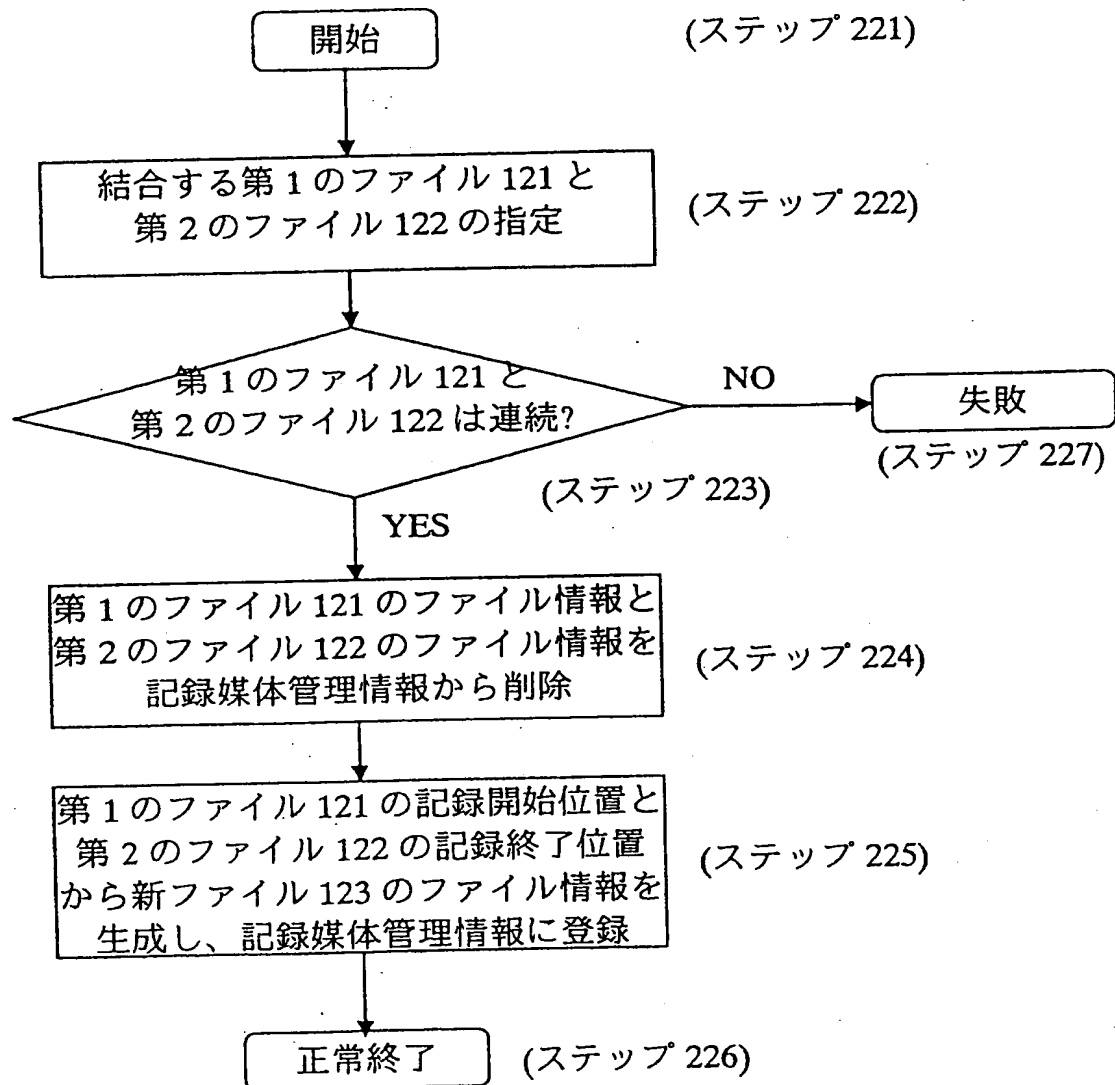 開始
(ステップ 221)
結合する第 1 のファイル 121 と
第 2 のファイル 122 の指定
(ステップ 222)
第 1 のファイル 121 と
第 2 のファイル 122 は連続?
NO
失敗
(ステップ 227)
(ステップ 223)
YES
第 1 のファイル 121 のファイル情報と
第 2 のファイル 122 のファイル情報を
記録媒体管理情報から削除
(ステップ 224)
第 1 のファイル 121 の記録開始位置と
第 2 のファイル 122 の記録終了位置
から新ファイル 123 のファイル情報を
生成し、記録媒体管理情報に登録
(ステップ 225)
正常終了
(ステップ 226)